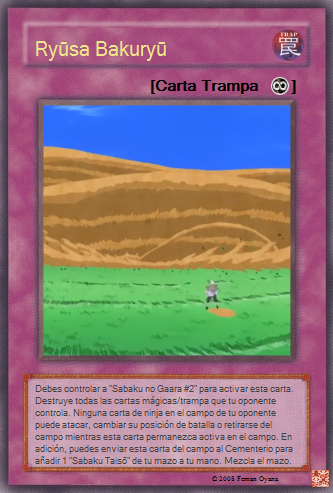 Ryūsa Bakuryū
TRAP
罠
[Carta Trampa ]
Debes controlar a "Sabaku no Gaara #2" para activar esta carta.
Destruye todas las cartas mágicas/trampa que tu oponente
controla. Ninguna carta de ninja en el campo de tu oponente
puede atacar, cambiar su posición de batalla o retirarse del
campo mientras esta carta permanezca activa en el campo. En
adición, puedes enviar esta carta del campo al Cementerio para
añadir 1 "Sabaku Taisō" de tu mazo a tu mano. Mezcla el mazo.
© 2008 Fernan Oyana